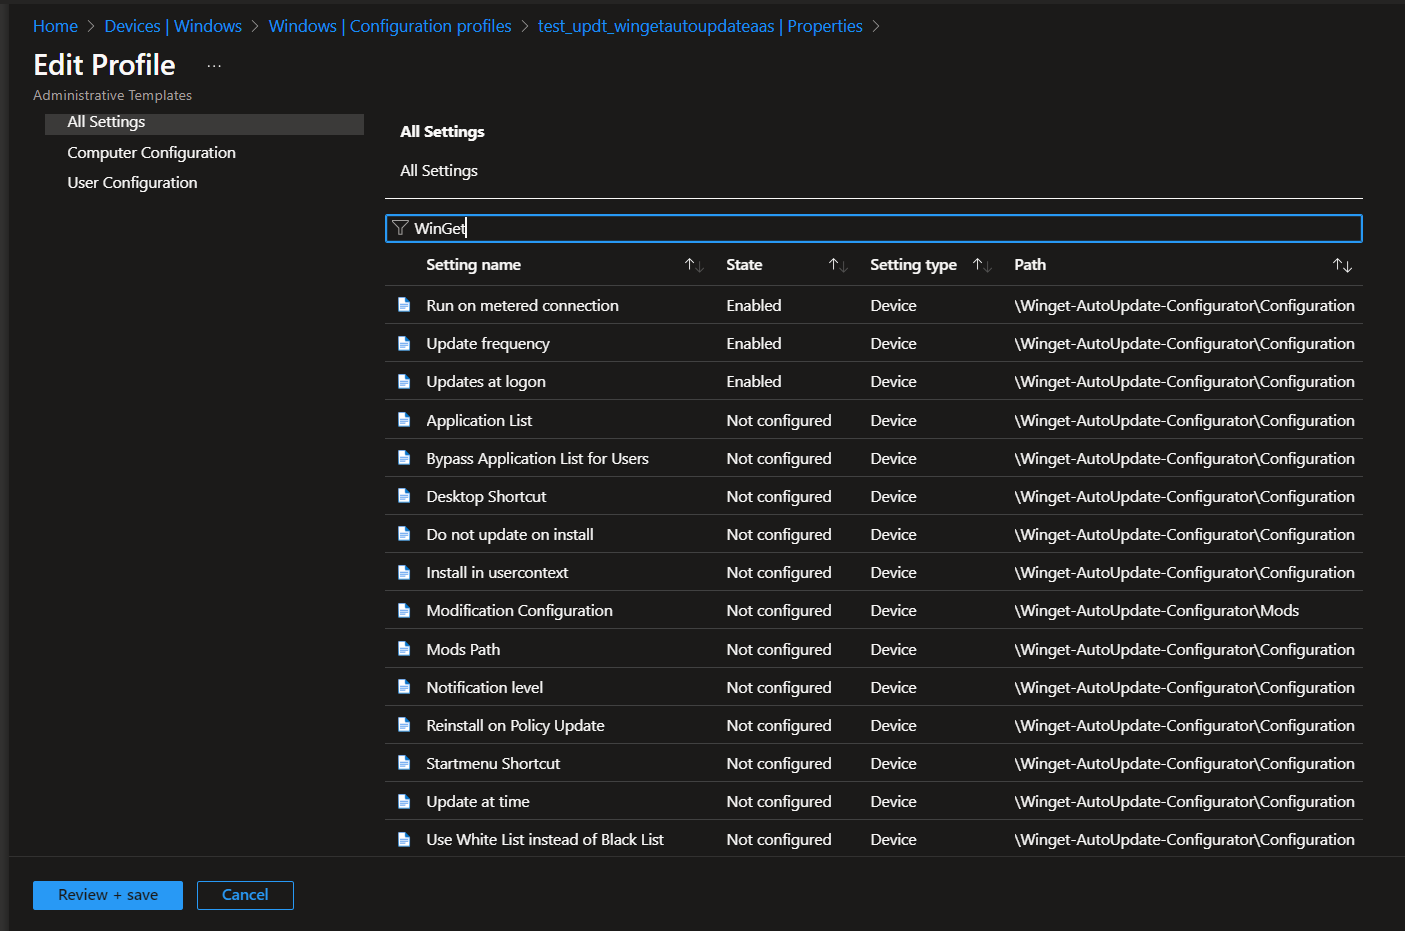 Home > Devices | Windows > Windows | Configuration profiles > test_updt_wingetautoupdateaas | Properties >
Edit Profile ...
Administrative Templates
All Settings
Computer Configuration
User Configuration
All Settings
All Settings
WinGet
Setting name State Setting type Path
Run on metered connection Enabled Device \Winget-AutoUpdate-Configurator\Configuration
Update frequency Enabled Device \Winget-AutoUpdate-Configurator\Configuration
Updates at logon Enabled Device \Winget-AutoUpdate-Configurator\Configuration
Application List Not configured Device \Winget-AutoUpdate-Configurator\Configuration
Bypass Application List for Users Not configured Device \Winget-AutoUpdate-Configurator\Configuration
Desktop Shortcut Not configured Device \Winget-AutoUpdate-Configurator\Configuration
Do not update on install Not configured Device \Winget-AutoUpdate-Configurator\Configuration
Install in usercontext Not configured Device \Winget-AutoUpdate-Configurator\Configuration
Modification Configuration Not configured Device \Winget-AutoUpdate-Configurator\Mods
Mods Path Not configured Device \Winget-AutoUpdate-Configurator\Configuration
Notification level Not configured Device \Winget-AutoUpdate-Configurator\Configuration
Reinstall on Policy Update Not configured Device \Winget-AutoUpdate-Configurator\Configuration
Startmenu Shortcut Not configured Device \Winget-AutoUpdate-Configurator\Configuration
Update at time Not configured Device \Winget-AutoUpdate-Configurator\Configuration
Use White List instead of Black List Not configured Device \Winget-AutoUpdate-Configurator\Configuration
Review + save Cancel